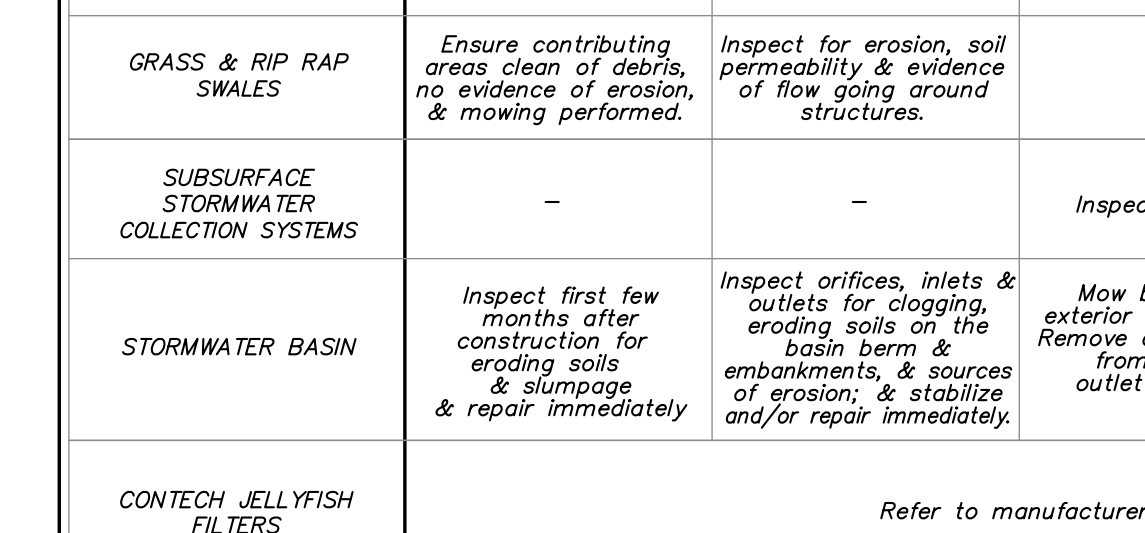 GRASS & RIP RAP
SWALES
Ensure contributing
areas clean of debris,
no evidence of erosion,
& mowing performed.
Inspect for erosion, soil
permeability & evidence
of flow going around
structures.
SUBSURFACE
STORMWATER
COLLECTION SYSTEMS
–
–
Inspec
STORMWATER BASIN
Inspect first few
months after
construction for
eroding soils
& slumpage
& repair immediately
Inspect orifices, inlets &
outlets for clogging,
eroding soils on the
basin berm &
embankments, & sources
of erosion; & stabilize
and/or repair immediately.
Mow
exterior
Remove
from
outlet
CONTECH JELLYFISH
FILTERS
Refer to manufacturer